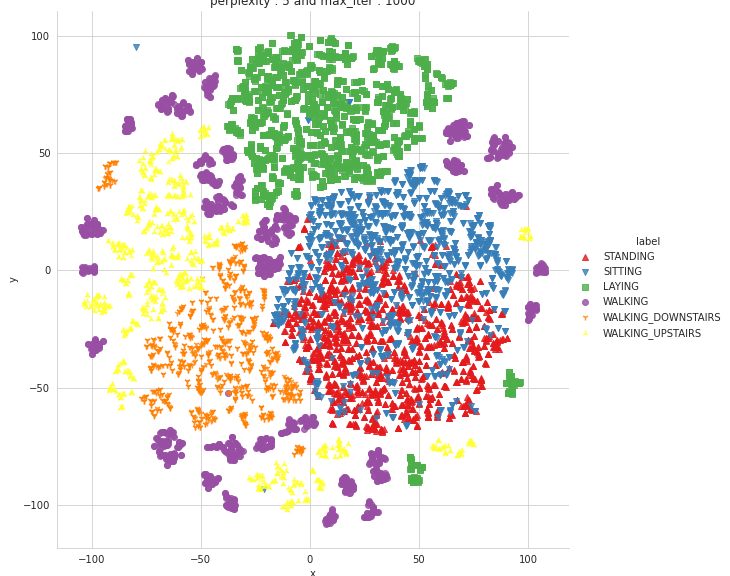 perplexity : 5 and max_iter : 1000
100
50
0
−50
−100
y
−100
−50
0
50
100
x
label
STANDING
SITTING
LAYING
WALKING
WALKING_DOWNSTAIRS
WALKING_UPSTAIRS